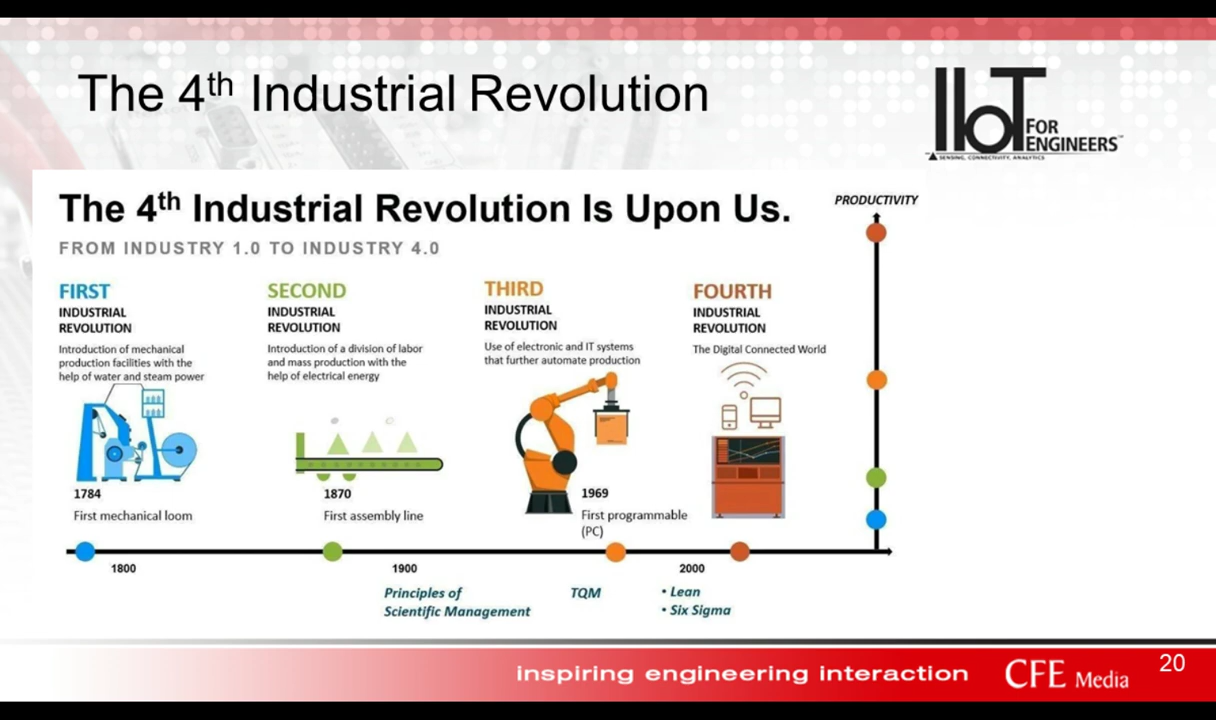 The 4th Industrial Revolution
IIoT
FOR
ENGINEERS™
SENSING, CONNECTIVITY, ANALYTICS
The 4th Industrial Revolution Is Upon Us.
PRODUCTIVITY
FROM INDUSTRY 1.0 TO INDUSTRY 4.0
FIRST
INDUSTRIAL
REVOLUTION
Introduction of mechanical
production facilities with the
help of water and steam power
1784
First mechanical loom
SECOND
INDUSTRIAL
REVOLUTION
Introduction of a division of labor
and mass production with the
help of electrical energy
1870
First assembly line
THIRD
INDUSTRIAL
REVOLUTION
Use of electronic and IT systems
that further automate production
1969
First programmable
(PC)
FOURTH
INDUSTRIAL
REVOLUTION
The Digital Connected World
1800
1900
2000
Principles of
Scientific Management
TQM
• Lean
• Six Sigma
inspiring engineering interaction
CFE Media
20